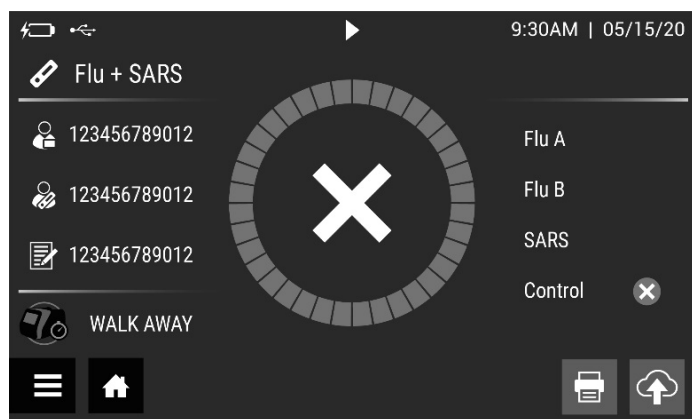 9:30AM | 05/15/20
Flu + SARS
123456789012
123456789012
123456789012
WALK AWAY
Flu A
Flu B
SARS
Control